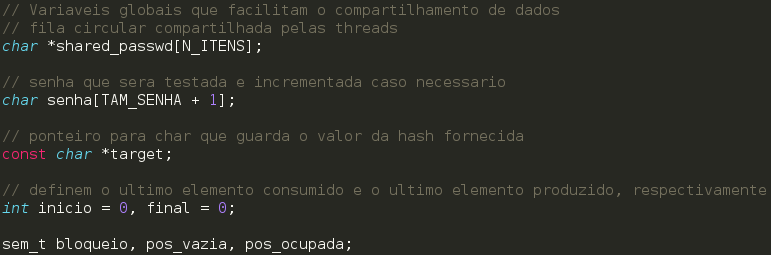 // Variaveis globais que facilitam o compartilhamento de dados
// fila circular compartilhada pelas threads
char *shared_passwd[N_ITENS];
// senha que sera testada e incrementada caso necessario
char senha[TAM_SENHA + 1];
// ponteiro para char que guarda o valor da hash fornecida
const char *target;
// definem o ultimo elemento consumido e o ultimo elemento produzido, respectivamente
int inicio = 0, final = 0;
sem_t bloqueio, pos_vazia, pos_ocupada;